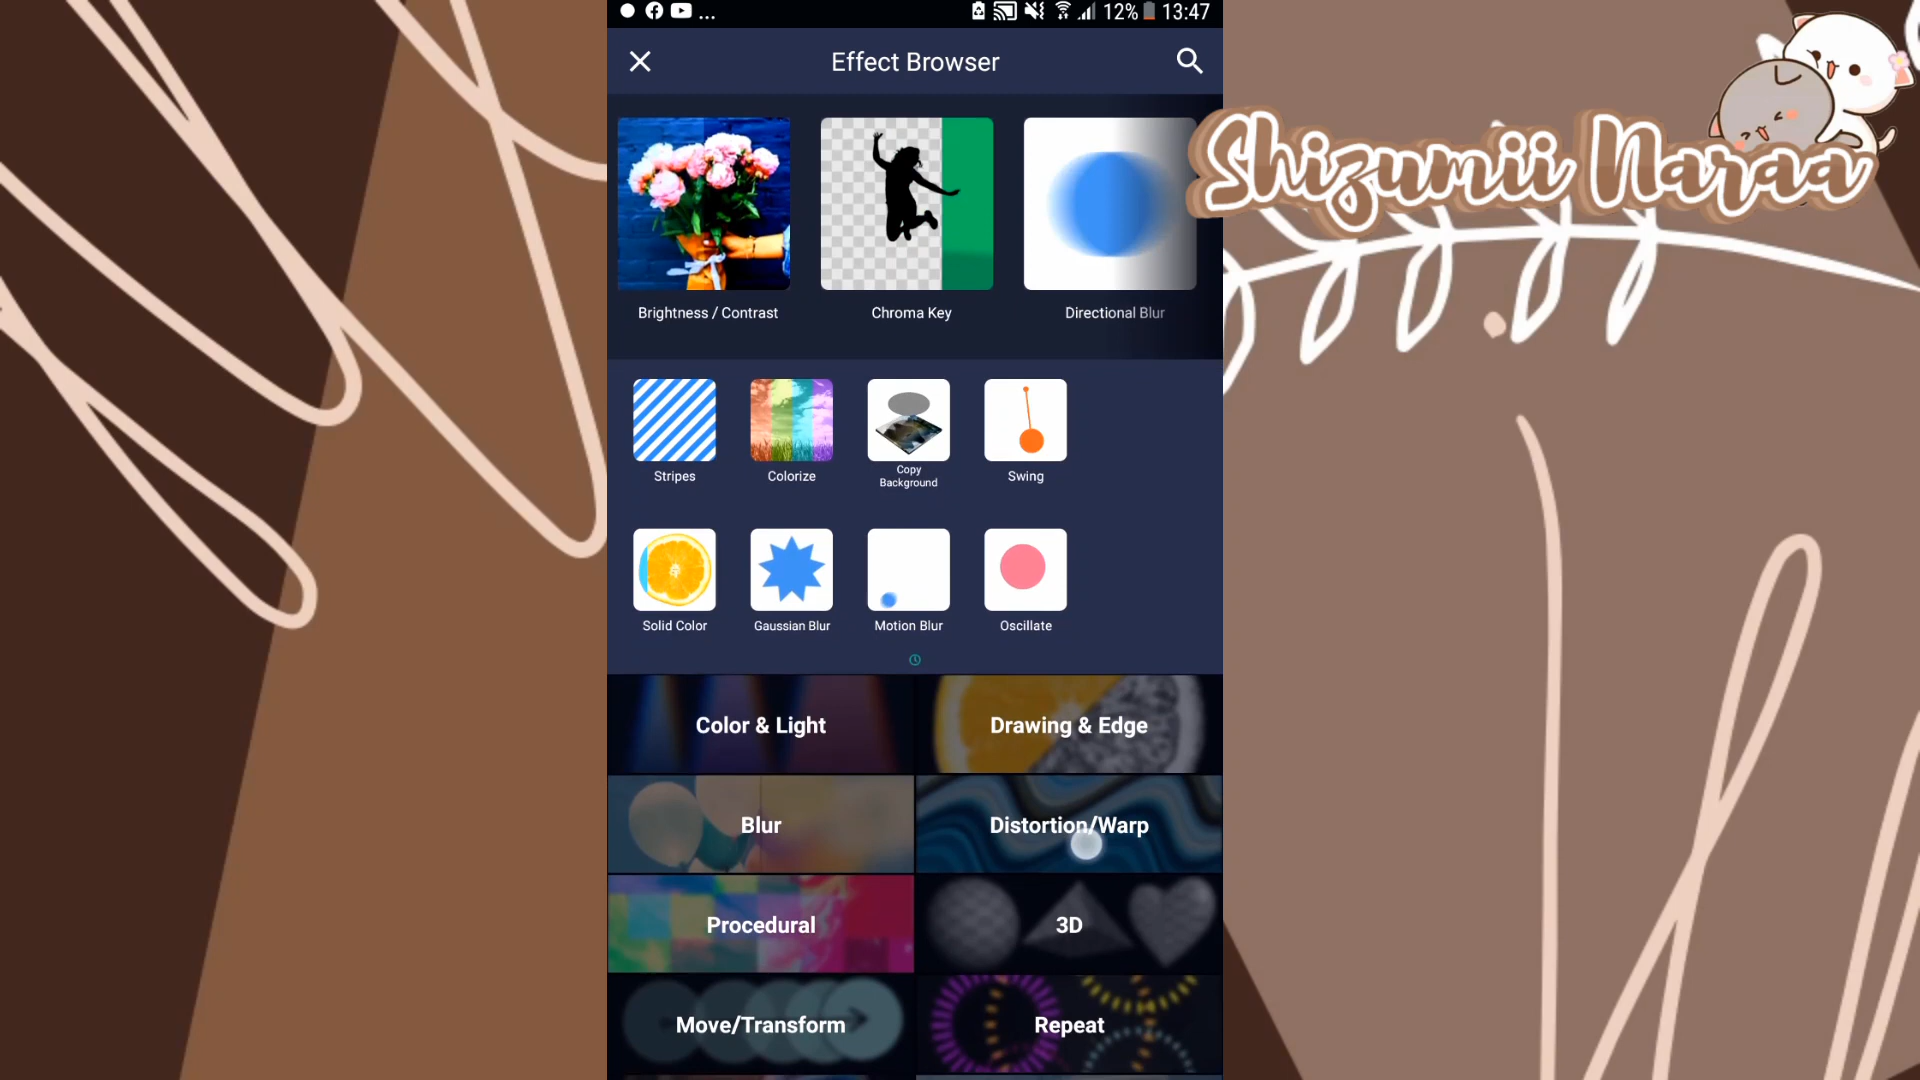 ... 12% 13:47
Effect Browser
Shizumii Naraa
Brightness / Contrast
Chroma Key
Directional Blur
Stripes
Colorize
Copy
Background
Swing
Solid Color
Gaussian Blur
Motion Blur
Oscillate
Color & Light
Drawing & Edge
Blur
Distortion/Warp
Procedural
3D
Move/Transform
Repeat